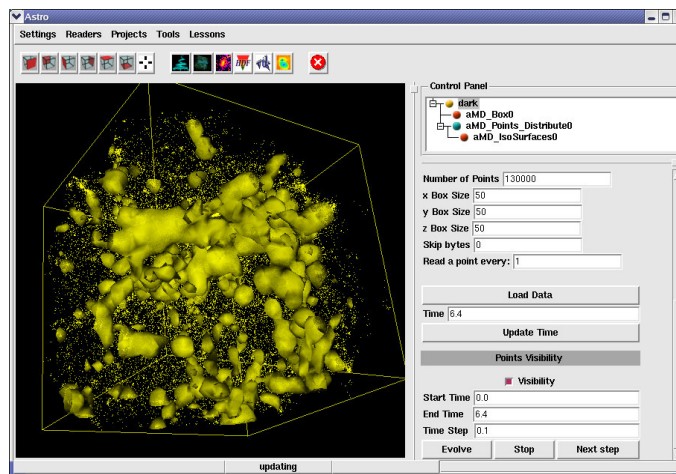 Astro
Settings Readers Projects Tools Lessons
HDF vtk
Control Panel
dark
aMD_Box0
aMD_Points_Distribute0
aMD_IsoSurfaces0
Number of Points 130000
x Box Size 50
y Box Size 50
z Box Size 50
Skip bytes 0
Read a point every: 1
Load Data
Time 6.4
Update Time
Points Visibility
Visibility
Start Time 0.0
End Time 6.4
Time Step 0.1
Evolve Stop Next step
updating